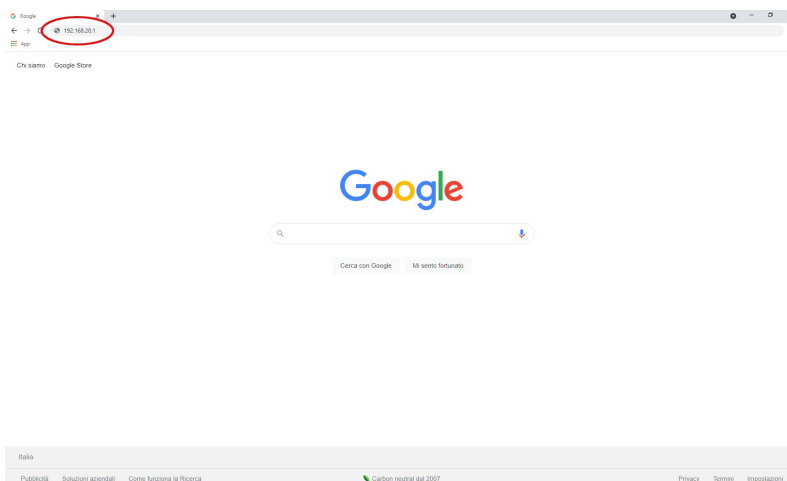 Google
192.168.20.1
App
Chi siamo Google Store
Google
Cerca con Google Mi sento fortunato
Italia
Pubblicità Soluzioni aziendali Come funziona la Ricerca Carbon neutral dal 2007 Privacy Termini Impostazioni